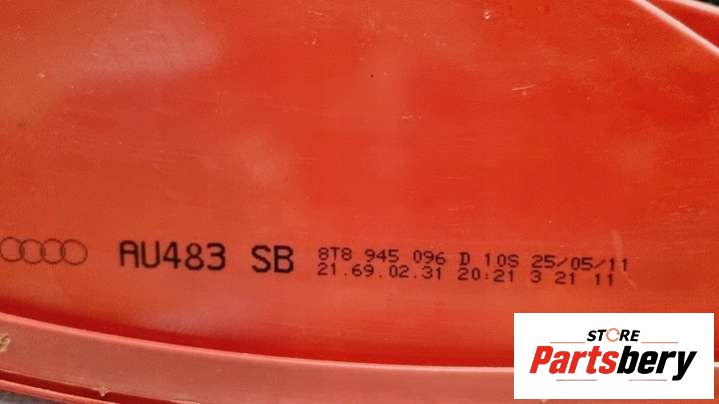 AU483 SB
8T8 945 096 D 10S 25/05/11
21.69.02.31 20:21 3 21 11
STORE
Partsbery